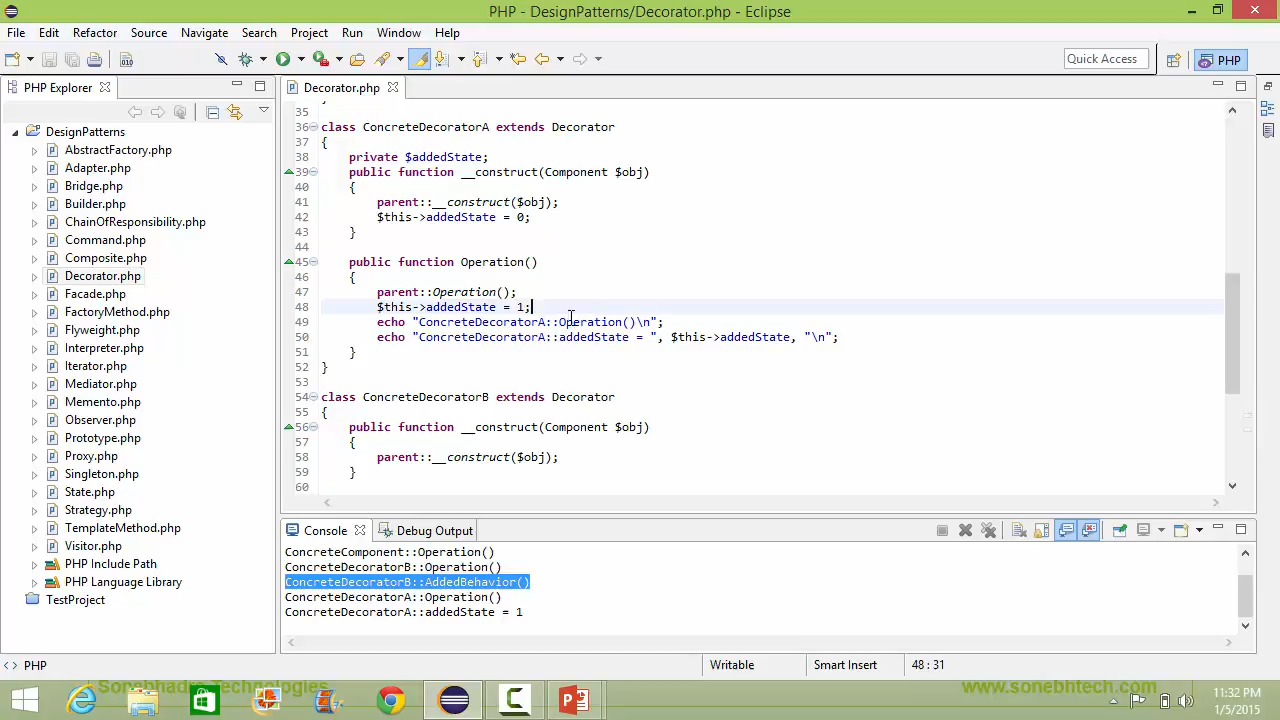 PHP - DesignPatterns/Decorator.php - Eclipse
File Edit Refactor Source Navigate Search Project Run Window Help
Quick Access
PHP
PHP Explorer
DesignPatterns
AbstractFactory.php
Adapter.php
Bridge.php
Builder.php
ChainOfResponsibility.php
Command.php
Composite.php
Decorator.php
Facade.php
FactoryMethod.php
Flyweight.php
Interpreter.php
Iterator.php
Mediator.php
Memento.php
Observer.php
Prototype.php
Proxy.php
Singleton.php
State.php
Strategy.php
TemplateMethod.php
Visitor.php
PHP Include Path
PHP Language Library
TestProject
Decorator.php
35
36 class ConcreteDecoratorA extends Decorator
37 {
38 private $addedState;
39 public function __construct(Component $obj)
40 {
41 parent::__construct($obj);
42 $this->addedState = 0;
43 }
44
45 public function Operation()
46 {
47 parent::Operation();
48 $this->addedState = 1;
49 echo "ConcreteDecoratorA::Operation()\n";
50 echo "ConcreteDecoratorA::addedState = ", $this->addedState, "\n";
51 }
52 }
53
54 class ConcreteDecoratorB extends Decorator
55 {
56 public function __construct(Component $obj)
57 {
58 parent::__construct($obj);
59 }
60
Console Debug Output
ConcreteComponent::Operation()
ConcreteDecoratorB::Operation()
ConcreteDecoratorB::AddedBehavior()
ConcreteDecoratorA::Operation()
ConcreteDecoratorA::addedState = 1
PHP Writable Smart Insert 48 : 31
Sonebhadra Technologies
www.sonebhtech.com
11:32 PM
1/5/2015